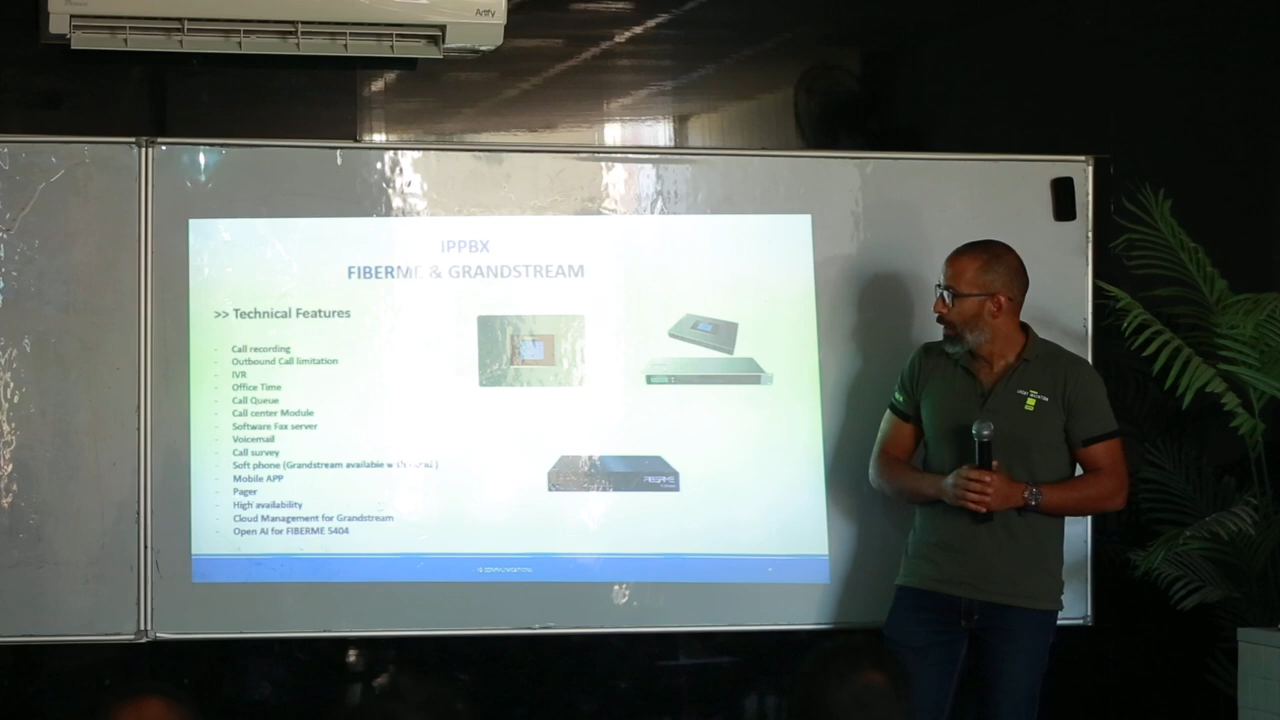 Artfy
IPPBX
FIBERME & GRANDSTREAM
>> Technical Features
- Call recording
- Outbound Call limitation
- IVR
- Office Time
- Call Queue
- Call center Module
- Software Fax server
- Voicemail
- Call survey
- Soft phone (Grandstream available
- Mobile APP
- Pager
- High availability
- Cloud Management for Grandstream
- Open AI for FIBERME 5404
FIBERME